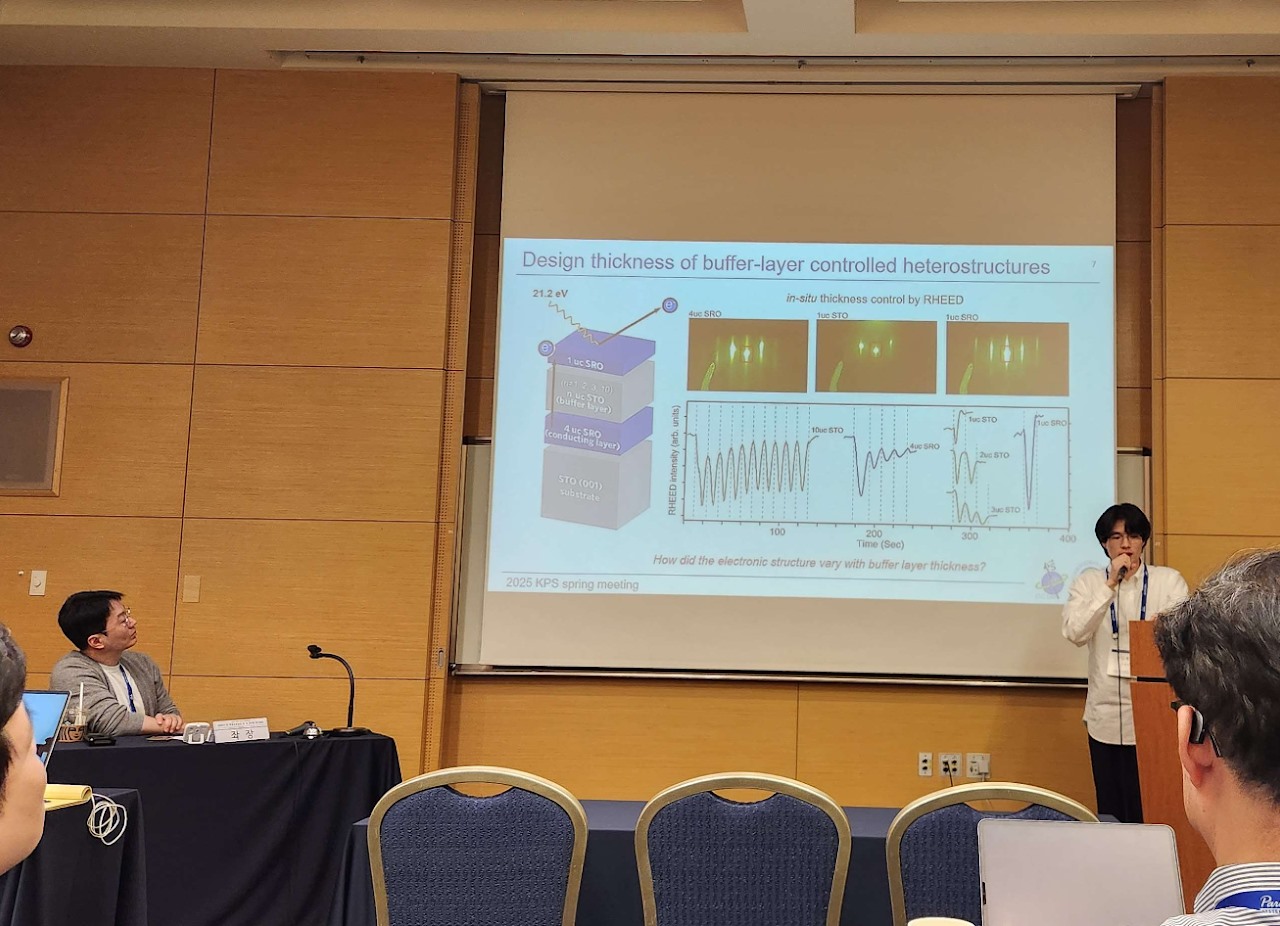 Design thickness of buffer-layer controlled heterostructures
7
21.2 eV
e⁻
e⁻
1 uc SRO
(n=1, 2, 3, 10)
n uc STO
(buffer layer)
4 uc SRO
(conducting layer)
STO (001)
substrate
in-situ thickness control by RHEED
4uc SRO
1uc STO
1uc SRO
RHEED intensity (arb. units)
10uc STO
4uc SRO
1uc STO
2uc STO
3uc STO
1uc SRO
100
200
300
400
Time (Sec)
How did the electronic structure vary with buffer layer thickness?
2025 KPS spring meeting
좌 장